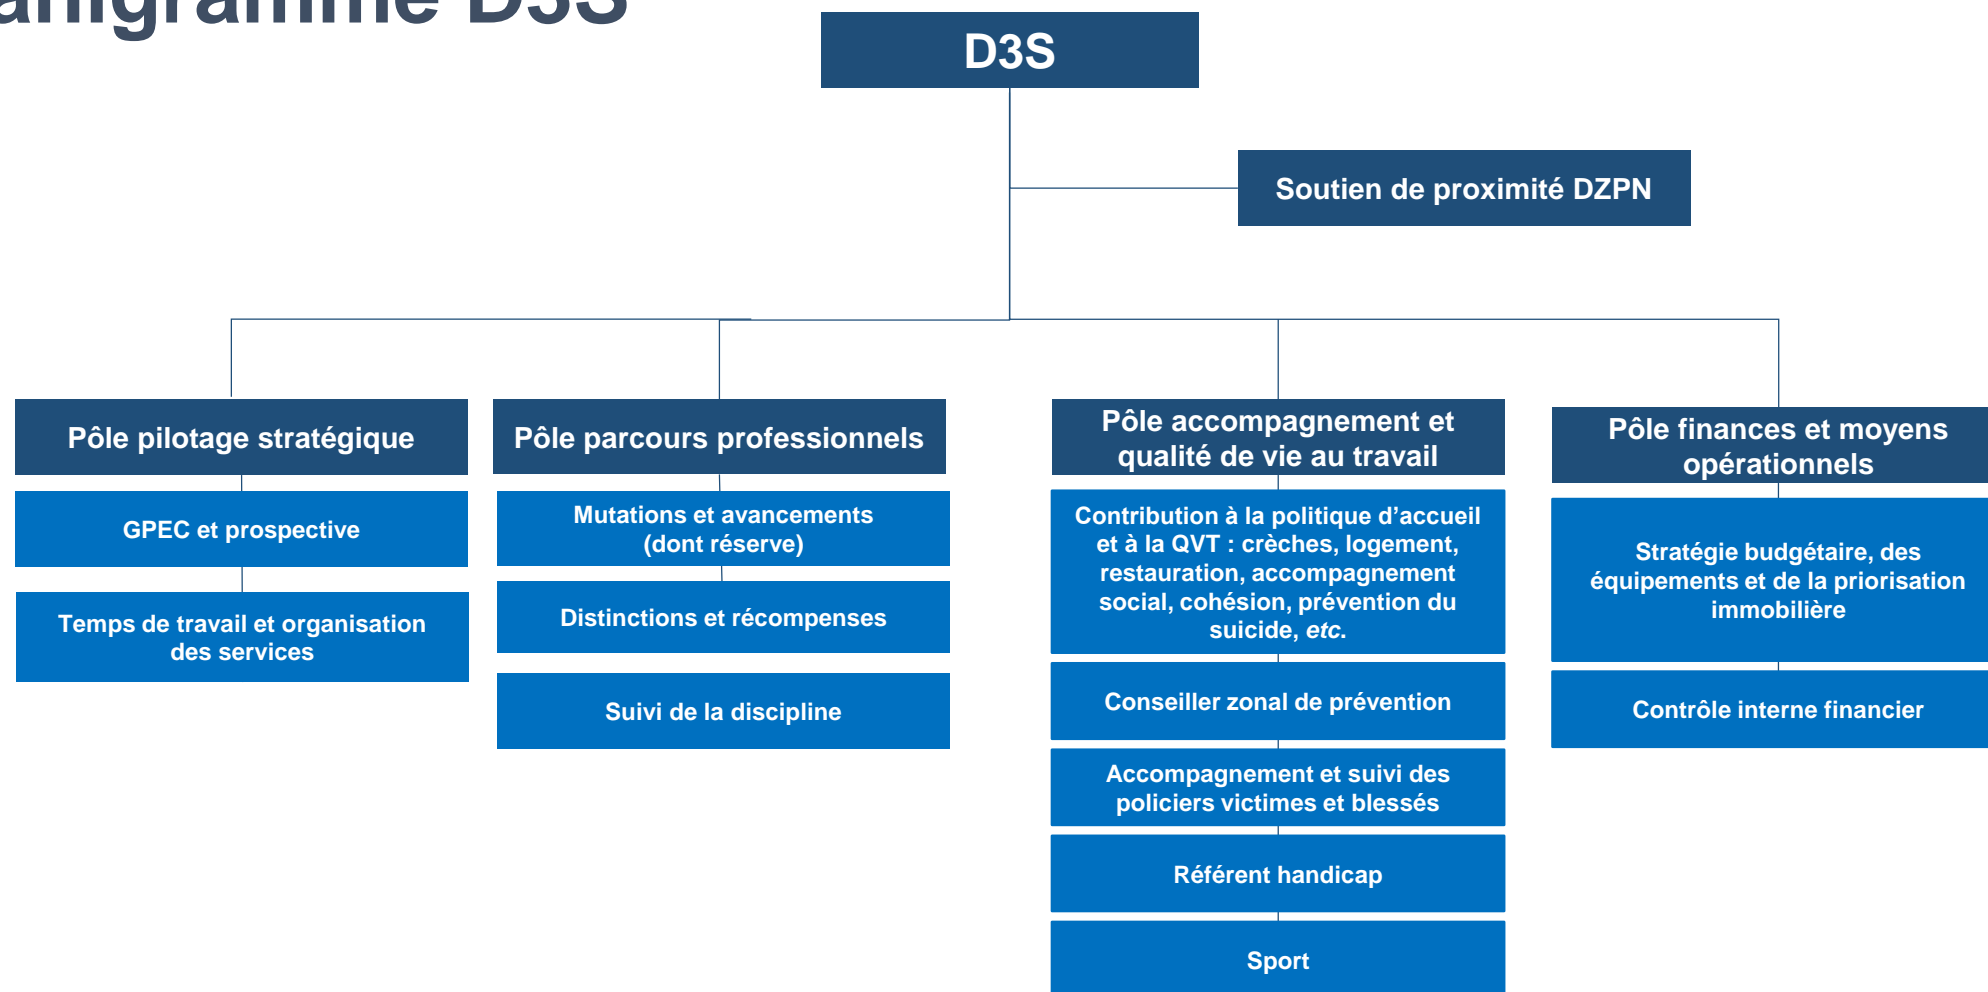 anigramme D3S
D3S
Soutien de proximité DZPN
Pôle pilotage stratégique
GPEC et prospective
Temps de travail et organisation
des services
Pôle parcours professionnels
Mutations et avancements
(dont réserve)
Distinctions et récompenses
Suivi de la discipline
Pôle accompagnement et
qualité de vie au travail
Contribution à la politique d’accueil
et à la QVT : crèches, logement,
restauration, accompagnement
social, cohésion, prévention du
suicide, etc.
Conseiller zonal de prévention
Accompagnement et suivi des
policiers victimes et blessés
Référent handicap
Sport
Pôle finances et moyens
opérationnels
Stratégie budgétaire, des
équipements et de la priorisation
immobilière
Contrôle interne financier